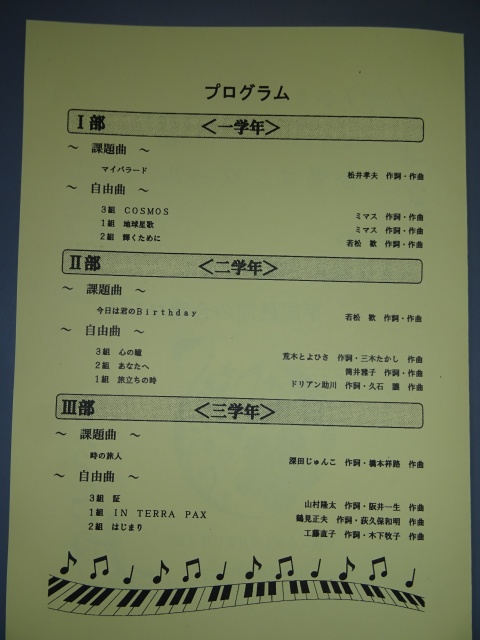 プログラム
Ⅰ部 ＜一学年＞
～ 課題曲 ～
マイバラード 松井孝夫 作詞・作曲
～ 自由曲 ～
3組 COSMOS ミマス 作詞・作曲
1組 地球星歌 ミマス 作詞・作曲
2組 輝くために 若松 歓 作詞・作曲
Ⅱ部 ＜二学年＞
～ 課題曲 ～
今日は君のBirthday 若松 歓 作詞・作曲
～ 自由曲 ～
3組 心の瞳 荒木とよひさ 作詞・三木たかし 作曲
2組 あなたへ 筒井雅子 作詞・作曲
1組 旅立ちの時 ドリアン助川 作詞・久石 譲 作曲
Ⅲ部 ＜三学年＞
～ 課題曲 ～
時の旅人 深田じゅんこ 作詞・橋本祥路 作曲
～ 自由曲 ～
3組 証 山村隆太 作詞・阪井一生 作曲
1組 IN TERRA PAX 鶴見正夫 作詞・荻久保和明 作曲
2組 はじまり 工藤直子 作詞・木下牧子 作曲